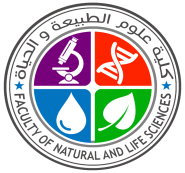 كلية علوم الطبيعة و الحياة
★ FACULTY OF NATURAL AND LIFE SCIENCES ★